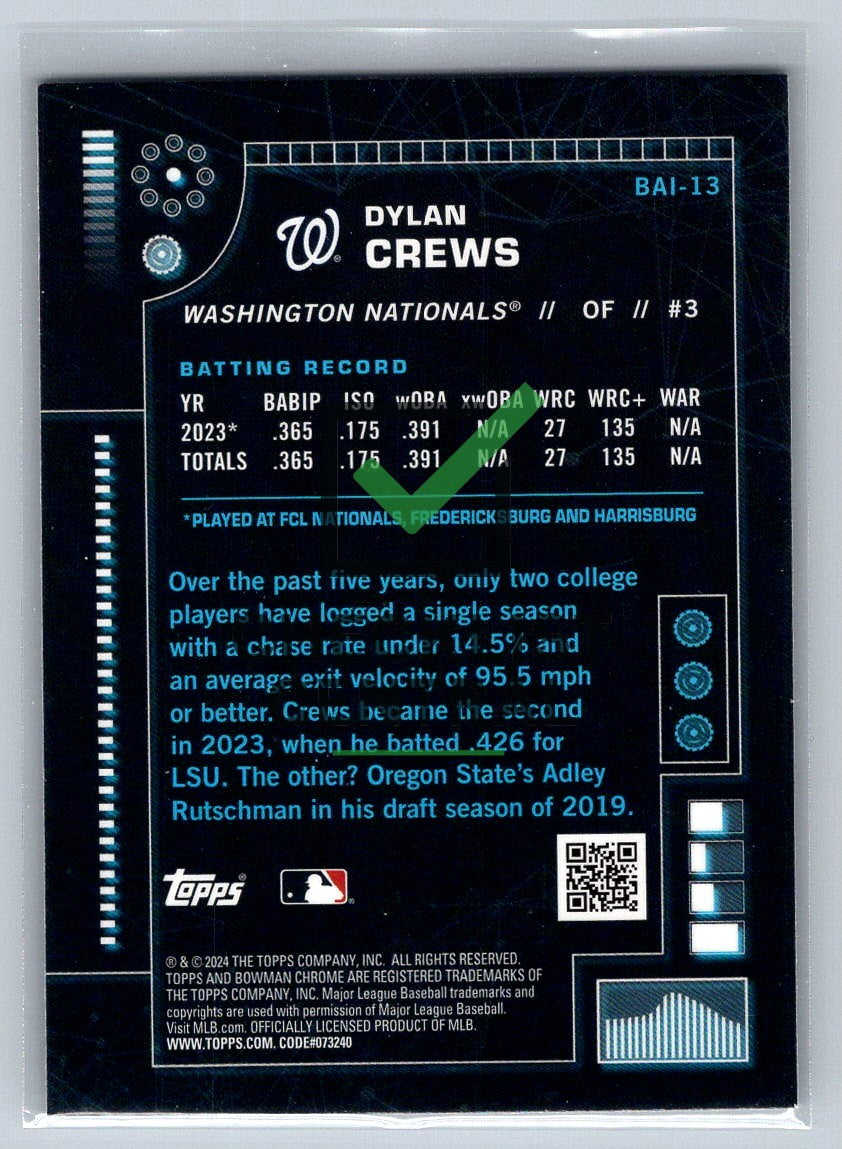 BAI-13
W®
DYLAN
CREWS
WASHINGTON NATIONALS® // OF // #3
BATTING RECORD
YR BABIP ISO wOBA xwOBA WRC WRC+ WAR
2023* .365 .175 .391 N/A 27 135 N/A
TOTALS .365 .175 .391 N/A 27 135 N/A
*PLAYED AT FCL NATIONALS, FREDERICKSBURG AND HARRISBURG
Over the past five years, only two college
players have logged a single season
with a chase rate under 14.5% and
an average exit velocity of 95.5 mph
or better. Crews became the second
in 2023, when he batted .426 for
LSU. The other? Oregon State's Adley
Rutschman in his draft season of 2019.
TOPPS®
® & © 2024 THE TOPPS COMPANY, INC. ALL RIGHTS RESERVED.
TOPPS AND BOWMAN CHROME ARE REGISTERED TRADEMARKS OF
THE TOPPS COMPANY, INC. Major League Baseball trademarks and
copyrights are used with permission of Major League Baseball.
Visit MLB.com. OFFICIALLY LICENSED PRODUCT OF MLB.
WWW.TOPPS.COM. CODE#073240